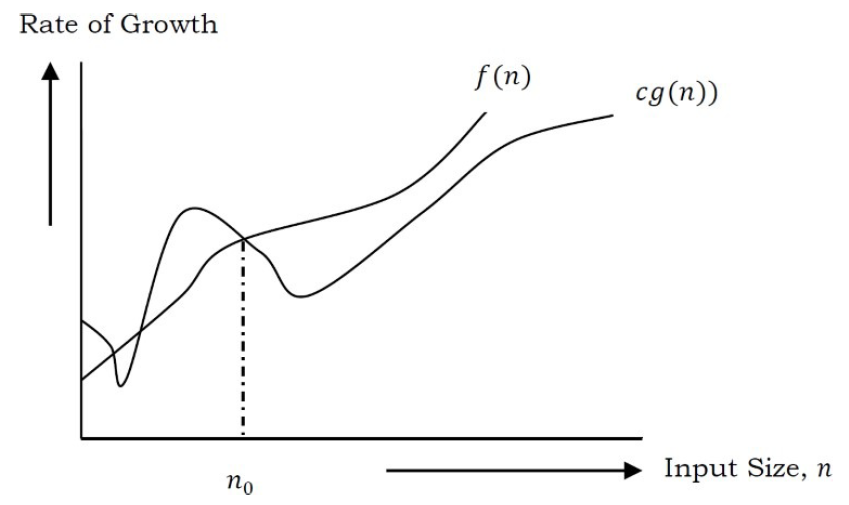 Rate of Growth
f(n)
cg(n))
n₀
Input Size, n